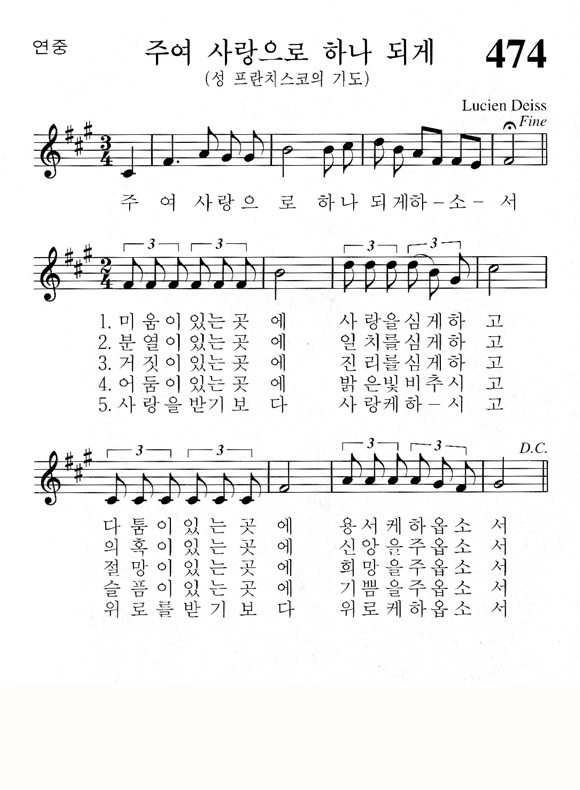 연중 주여 사랑으로 하나 되게 474
(성 프란치스코의 기도)
Lucien Deiss
Fine
3 4
주 여 사랑으 로 하나 되게하-소- 서
3 3 3 3
2 4
1. 미움이있는곳 에 사랑을심게하 고
2. 분열이있는곳 에 일치를심게하 고
3. 거짓이있는곳 에 진리를심게하 고
4. 어둠이있는곳 에 밝은빛비추시 고
5. 사랑을받기보 다 사랑케하-시 고
3 3 3 3 D.C.
다툼이있는곳 에 용서케하옵소 서
의혹이있는곳 에 신앙을주옵소 서
절망이있는곳 에 희망을주옵소 서
슬픔이있는곳 에 기쁨을주옵소 서
위로를받기보 다 위로케하옵소 서